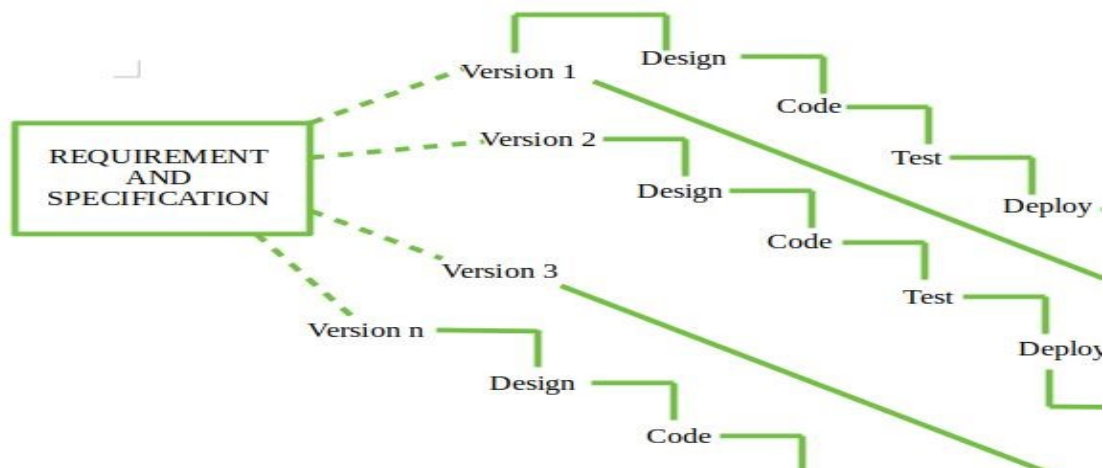 REQUIREMENT
AND
SPECIFICATION
Version 1
Design
Code
Test
Deploy
Version 2
Design
Code
Test
Deploy
Version 3
Version n
Design
Code